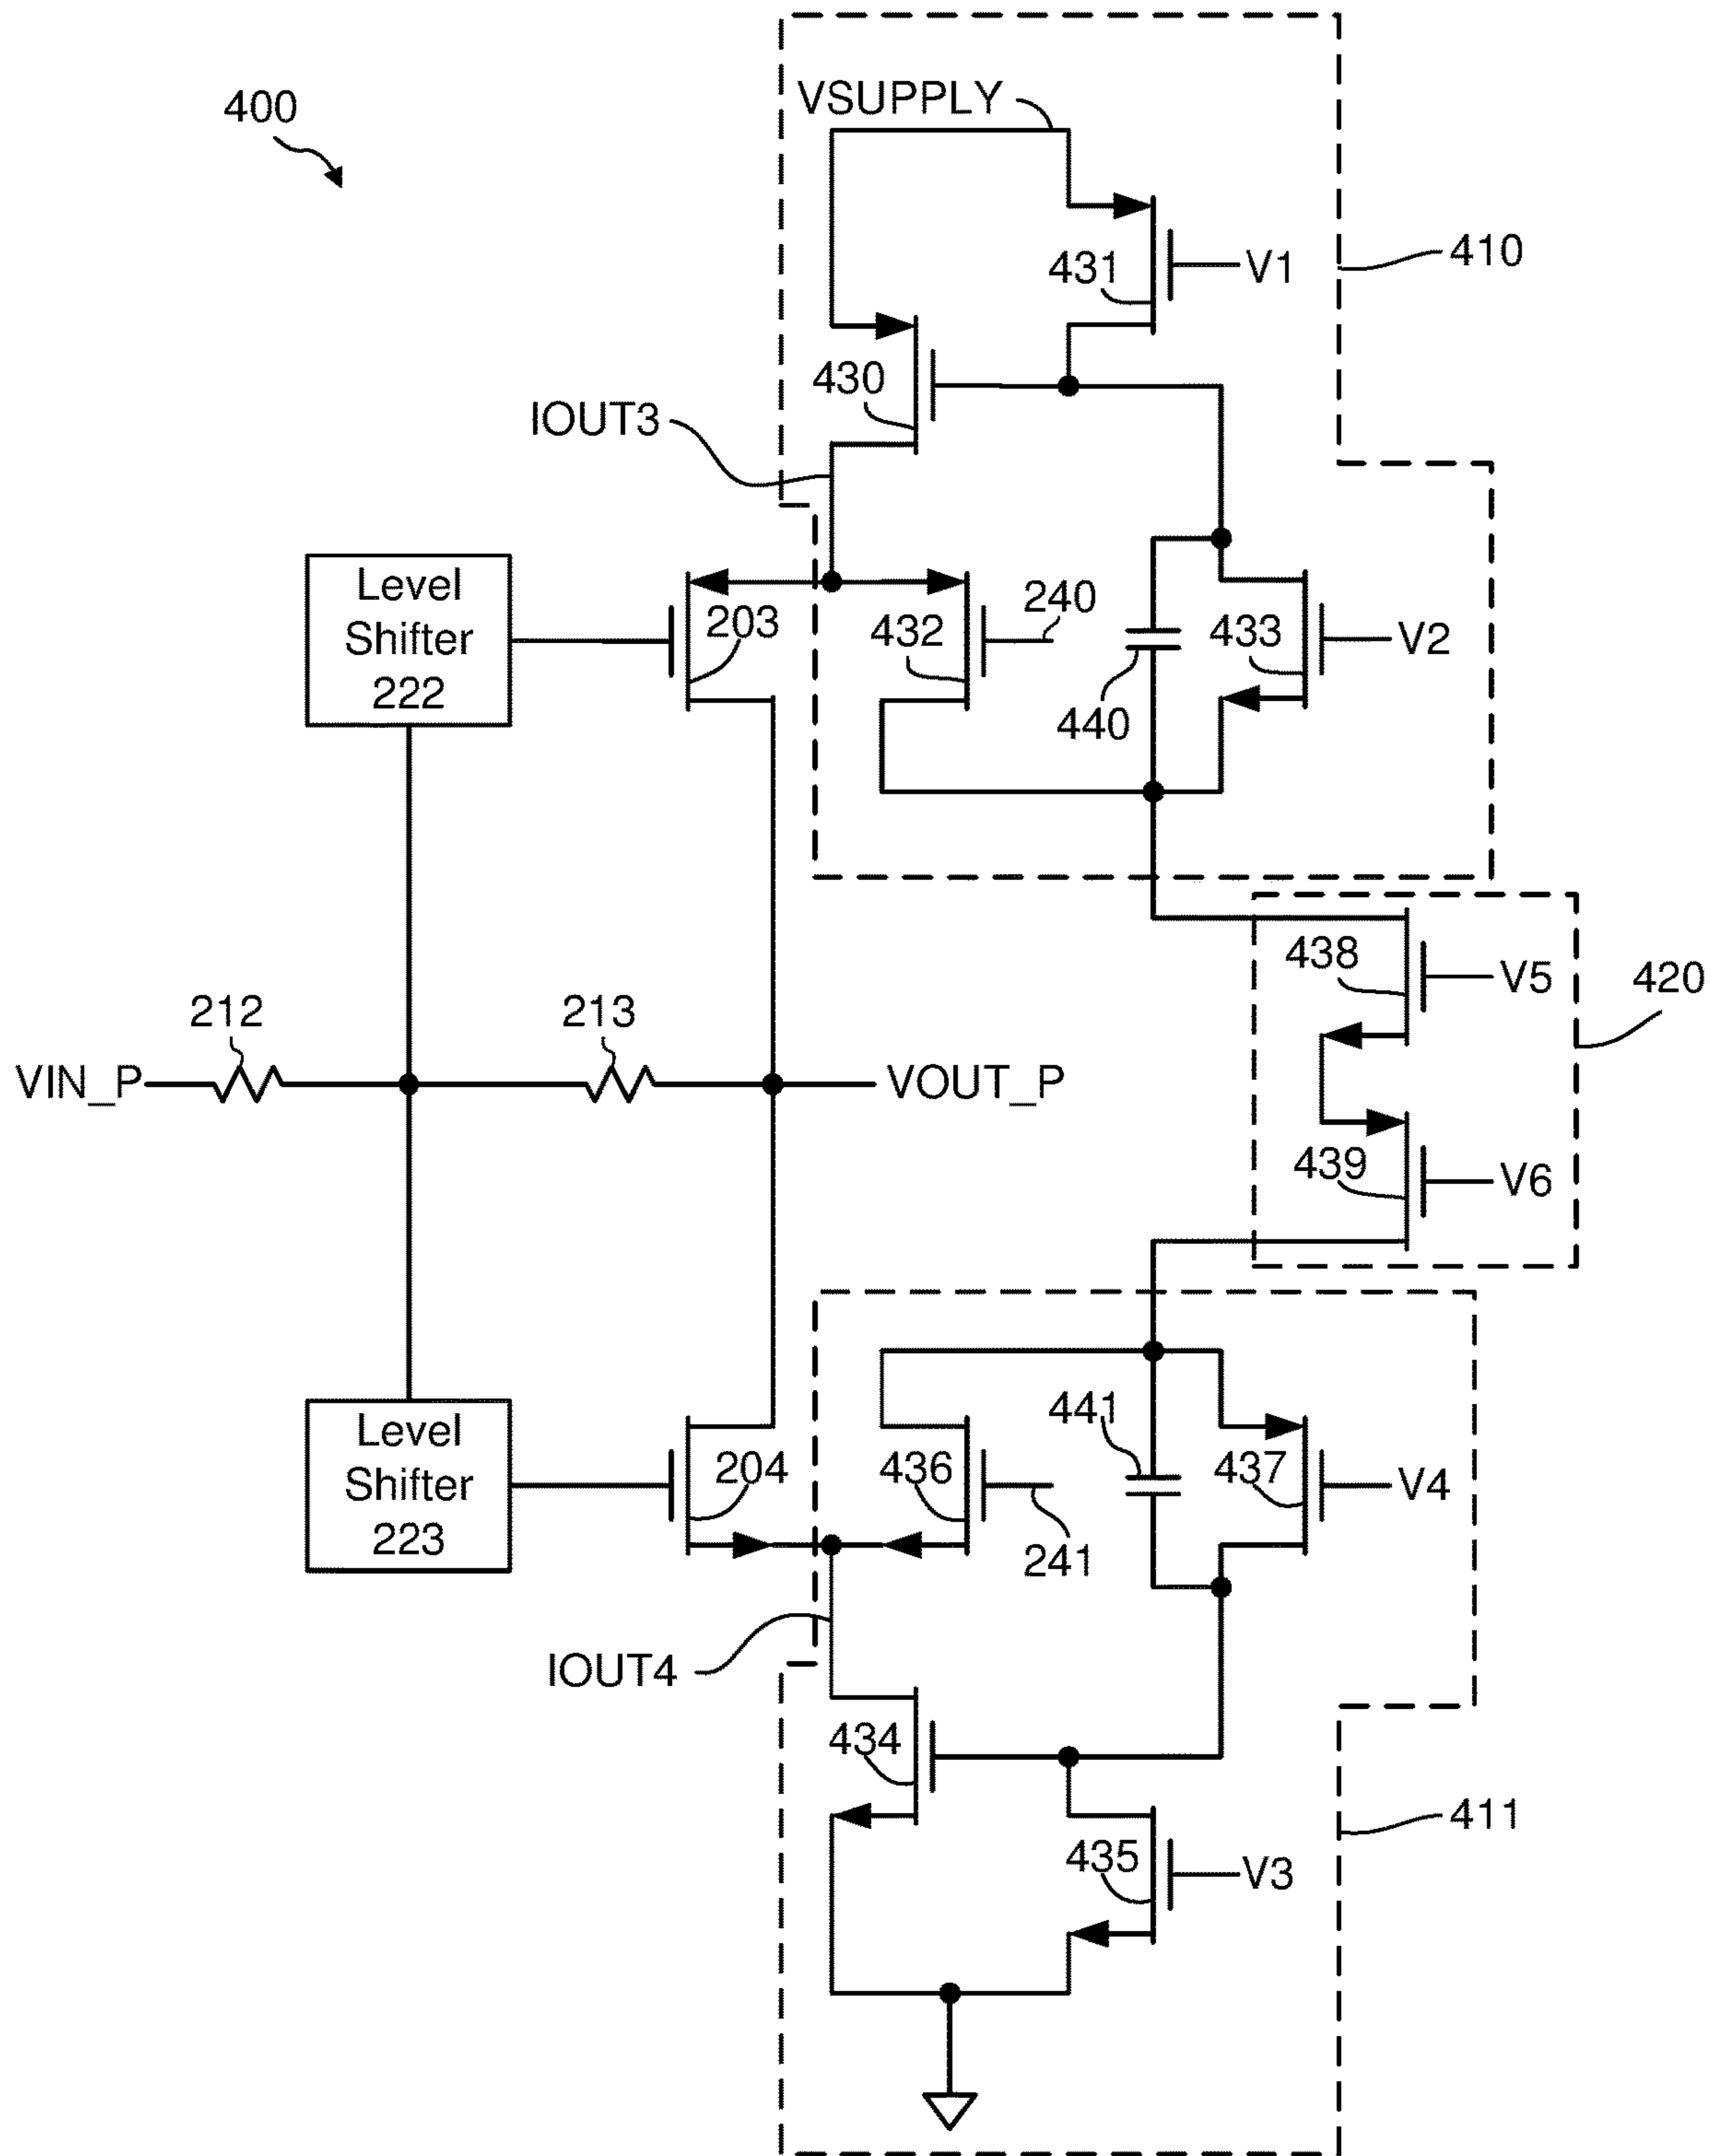 400
VSUPPLY
431
V1
410
430
IOUT3
Level
Shifter
222
203
432
240
440
433
V2
438
V5
420
212
213
VIN_P
VOUT_P
439
V6
Level
Shifter
223
204
436
241
441
437
V4
IOUT4
434
435
V3
411